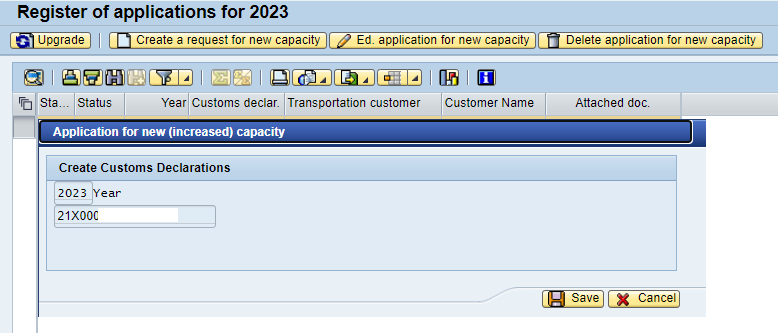 Register of applications for 2023
Upgrade Create a request for new capacity Ed. application for new capacity Delete application for new capacity
Sta... Status Year Customs declar. Transportation customer Customer Name Attached doc.
Application for new (increased) capacity
Create Customs Declarations
2023 Year
21X000
Save Cancel